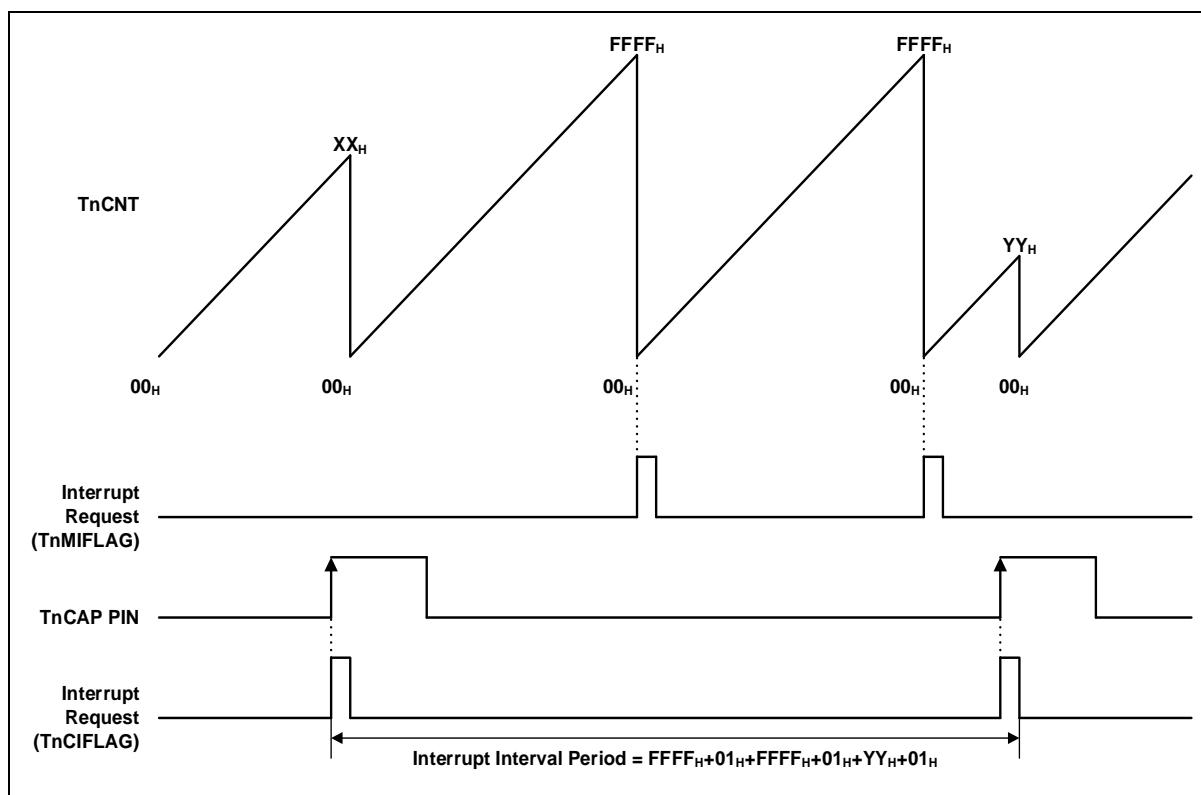 FFFFH FFFFH
XXH
TnCNT
YYH
00H 00H 00H 00H 00H
Interrupt
Request
(TnMIFLAG)
TnCAP PIN
Interrupt
Request
(TnCIFLAG)
Interrupt Interval Period = FFFFH+01H+FFFFH+01H+YYH+01H